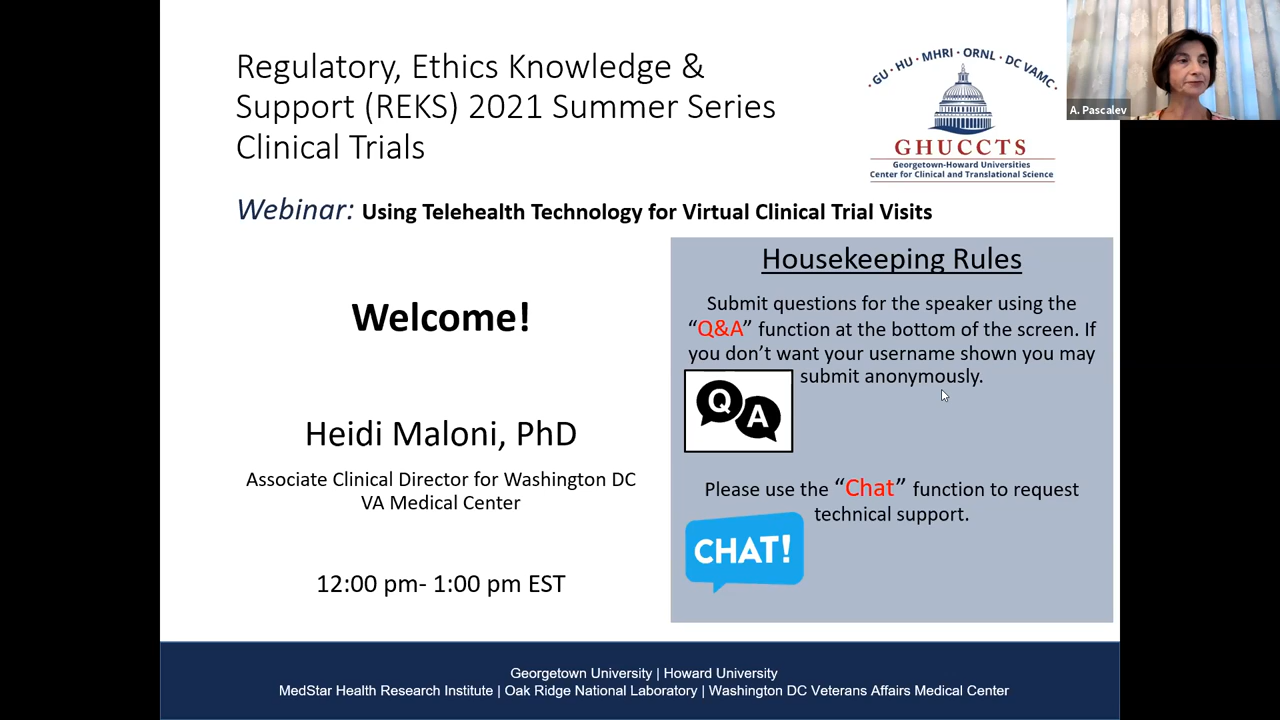 Regulatory, Ethics Knowledge &
Support (REKS) 2021 Summer Series
Clinical Trials
GU · HU · MHRI · ORNL · DC VAMC
GHUCCTS
Georgetown-Howard Universities
Center for Clinical and Translational Science
A. Pascalev
Webinar: Using Telehealth Technology for Virtual Clinical Trial Visits
Welcome!
Heidi Maloni, PhD
Associate Clinical Director for Washington DC
VA Medical Center
12:00 pm- 1:00 pm EST
Housekeeping Rules
Submit questions for the speaker using the
“Q&A” function at the bottom of the screen. If
you don’t want your username shown you may
submit anonymously.
Q A
Please use the “Chat” function to request
technical support.
CHAT!
Georgetown University | Howard University
MedStar Health Research Institute | Oak Ridge National Laboratory | Washington DC Veterans Affairs Medical Center